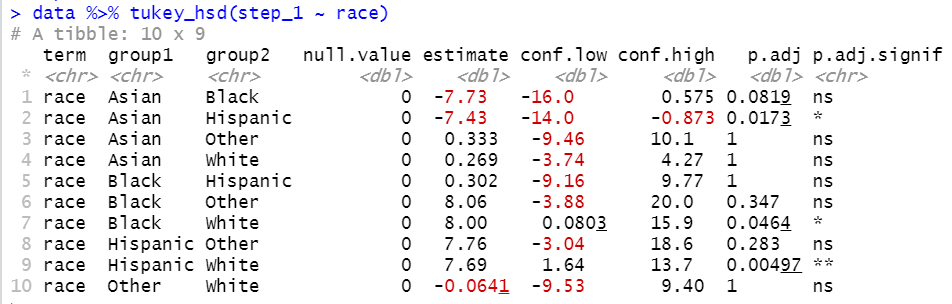 > data %>% tukey_hsd(step_1 ~ race)
# A tibble: 10 x 9
term group1 group2 null.value estimate conf.low conf.high p.adj p.adj.signif
* <chr> <chr> <chr> <dbl> <dbl> <dbl> <dbl> <dbl> <chr>
1 race Asian Black 0 -7.73 -16.0 0.575 0.0819 ns
2 race Asian Hispanic 0 -7.43 -14.0 -0.873 0.0173 *
3 race Asian Other 0 0.333 -9.46 10.1 1 ns
4 race Asian White 0 0.269 -3.74 4.27 1 ns
5 race Black Hispanic 0 0.302 -9.16 9.77 1 ns
6 race Black Other 0 8.06 -3.88 20.0 0.347 ns
7 race Black White 0 8.00 0.0803 15.9 0.0464 *
8 race Hispanic Other 0 7.76 -3.04 18.6 0.283 ns
9 race Hispanic White 0 7.69 1.64 13.7 0.00497 **
10 race Other White 0 -0.0641 -9.53 9.40 1 ns